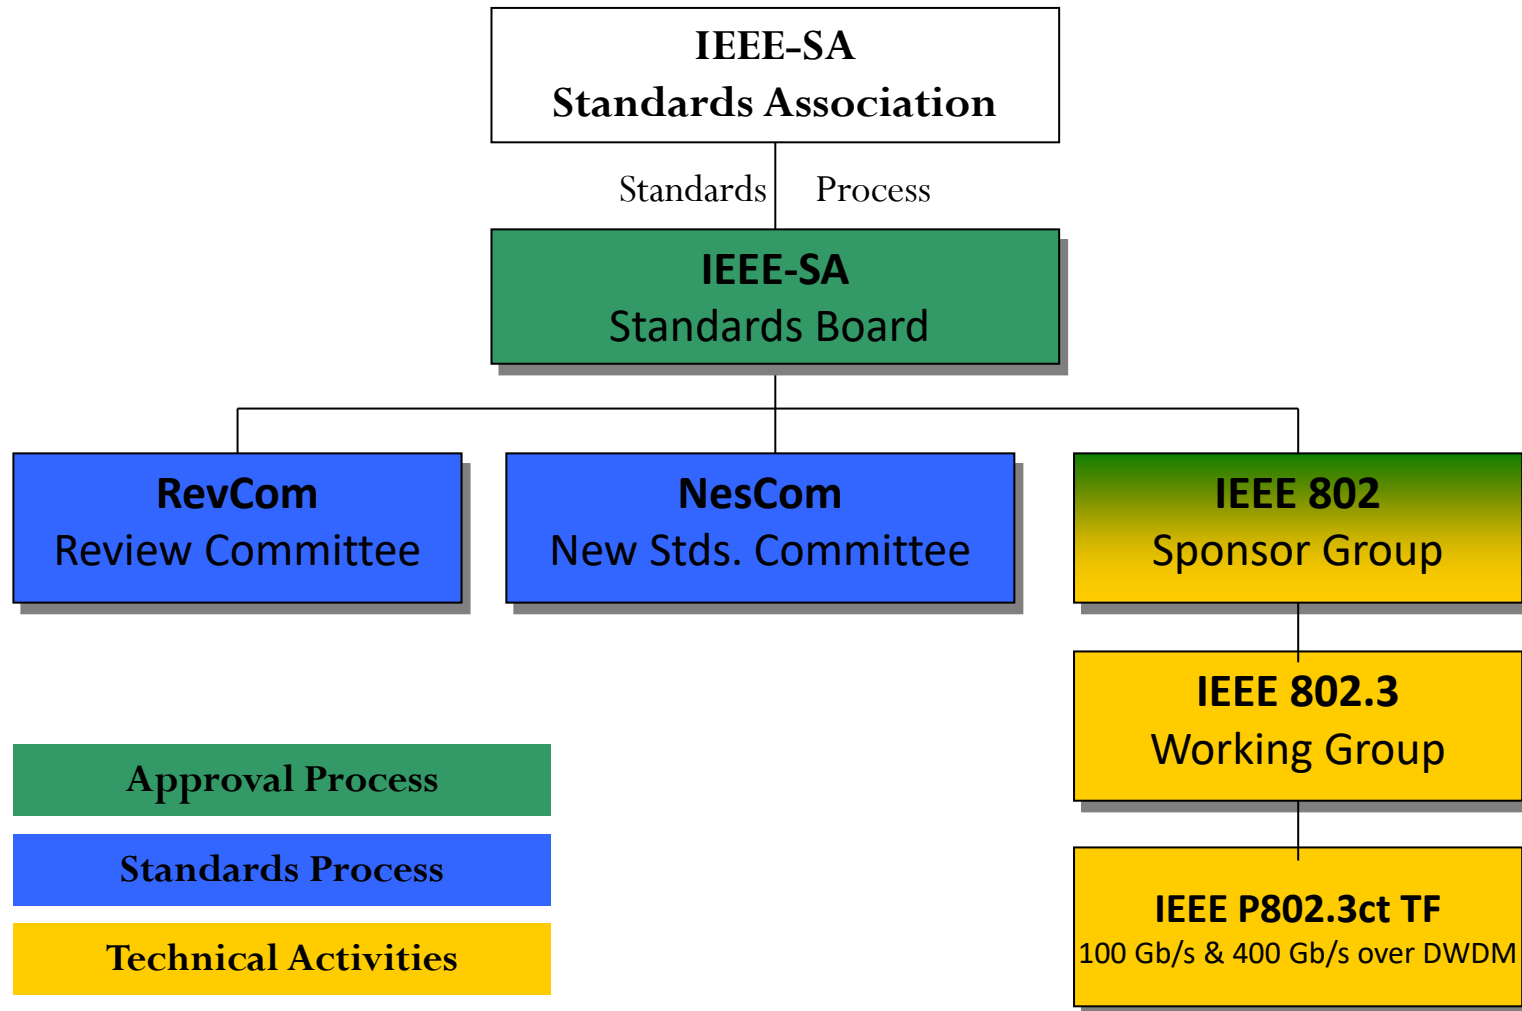 IEEE-SA
Standards Association
Standards Process
IEEE-SA
Standards Board
RevCom
Review Committee
NesCom
New Stds. Committee
IEEE 802
Sponsor Group
IEEE 802.3
Working Group
IEEE P802.3ct TF
100 Gb/s & 400 Gb/s over DWDM
Approval Process
Standards Process
Technical Activities